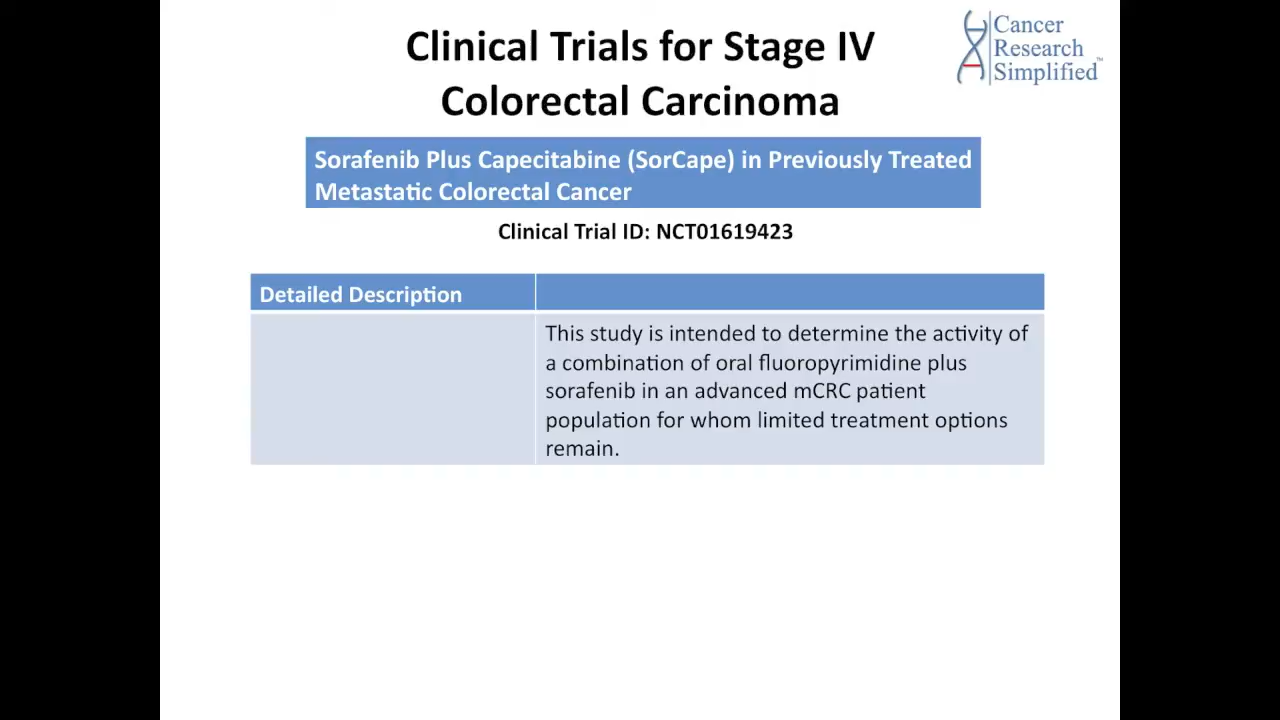 Clinical Trials for Stage IV
Colorectal Carcinoma
Cancer
Research
Simplified™
Sorafenib Plus Capecitabine (SorCape) in Previously Treated
Metastatic Colorectal Cancer
Clinical Trial ID: NCT01619423
Detailed Description
This study is intended to determine the activity of
a combination of oral fluoropyrimidine plus
sorafenib in an advanced mCRC patient
population for whom limited treatment options
remain.